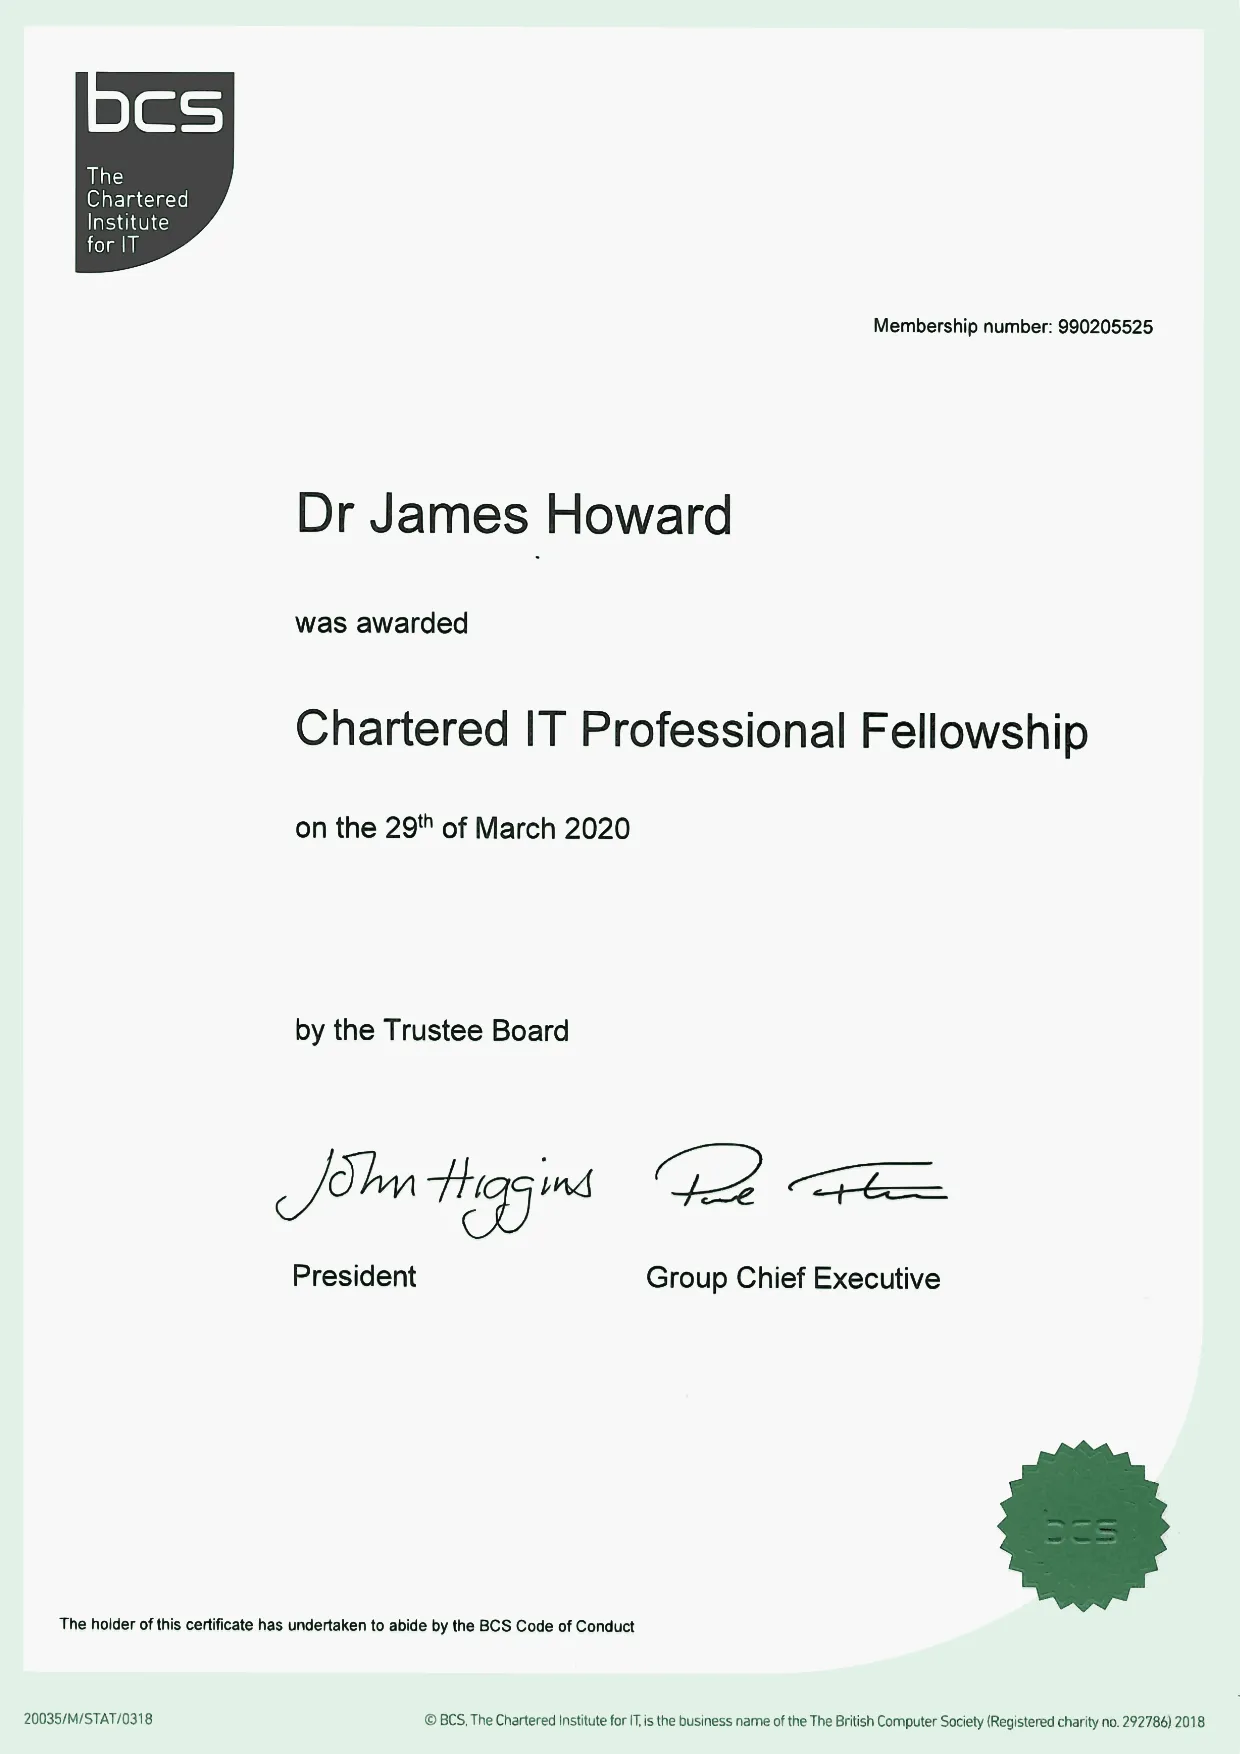 bcs
The
Chartered
Institute
for IT
Membership number: 990205525
Dr James Howard
was awarded
Chartered IT Professional Fellowship
on the 29th of March 2020
by the Trustee Board
John Higgins
President
Group Chief Executive
BCS
The holder of this certificate has undertaken to abide by the BCS Code of Conduct
20035/M/STAT/0318
© BCS, The Chartered Institute for IT, is the business name of the The British Computer Society (Registered charity no. 292786) 2018